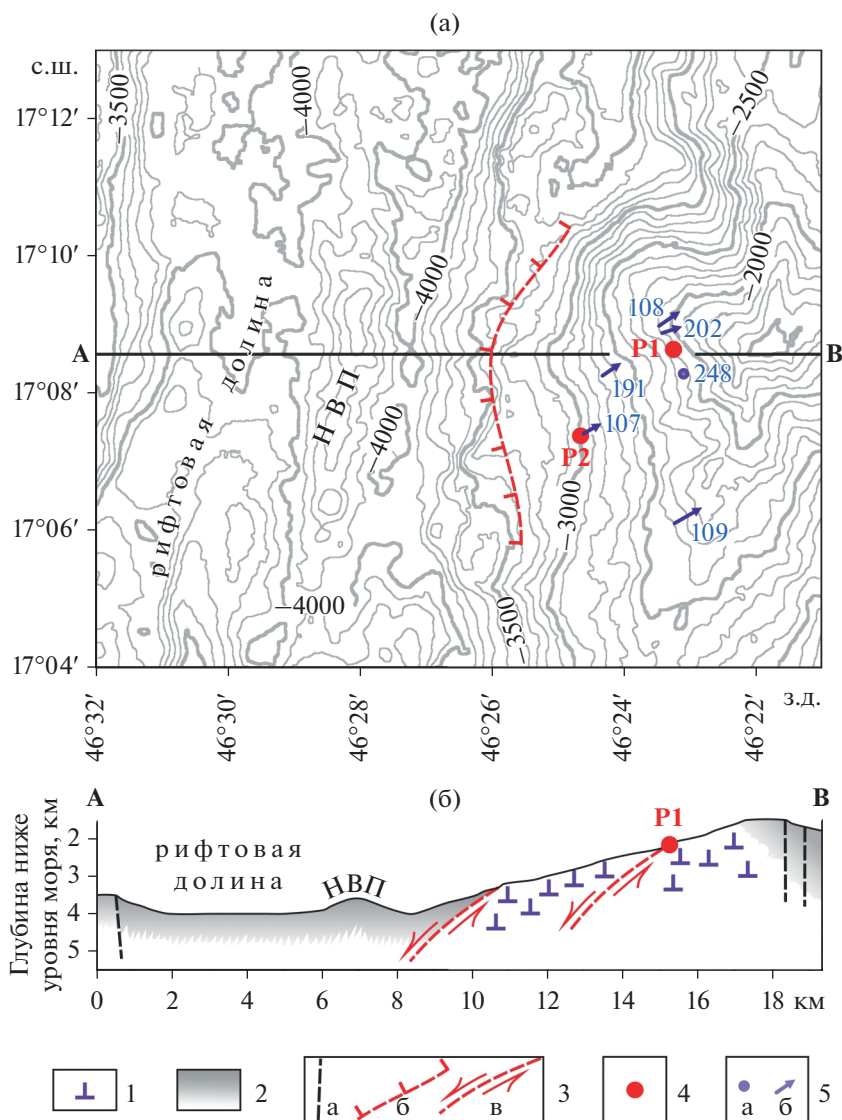 (а)
с.ш.
17°12′
17°10′
17°08′
17°06′
17°04′
−3500
−4000
−2500
−2000
−4000
−4000
−3000
−4000
−3500
рифтовая долина
НВП
А
В
108
202
P1
248
191
107
P2
109
46°32′
46°30′
46°28′
46°26′
46°24′
46°22′
з.д.
А
(б)
В
Глубина ниже
уровня моря, км
2
3
4
5
рифтовая
долина
НВП
P1
0 2 4 6 8 10 12 14 16 18 км
1 2 а б в 3 4 а б 5